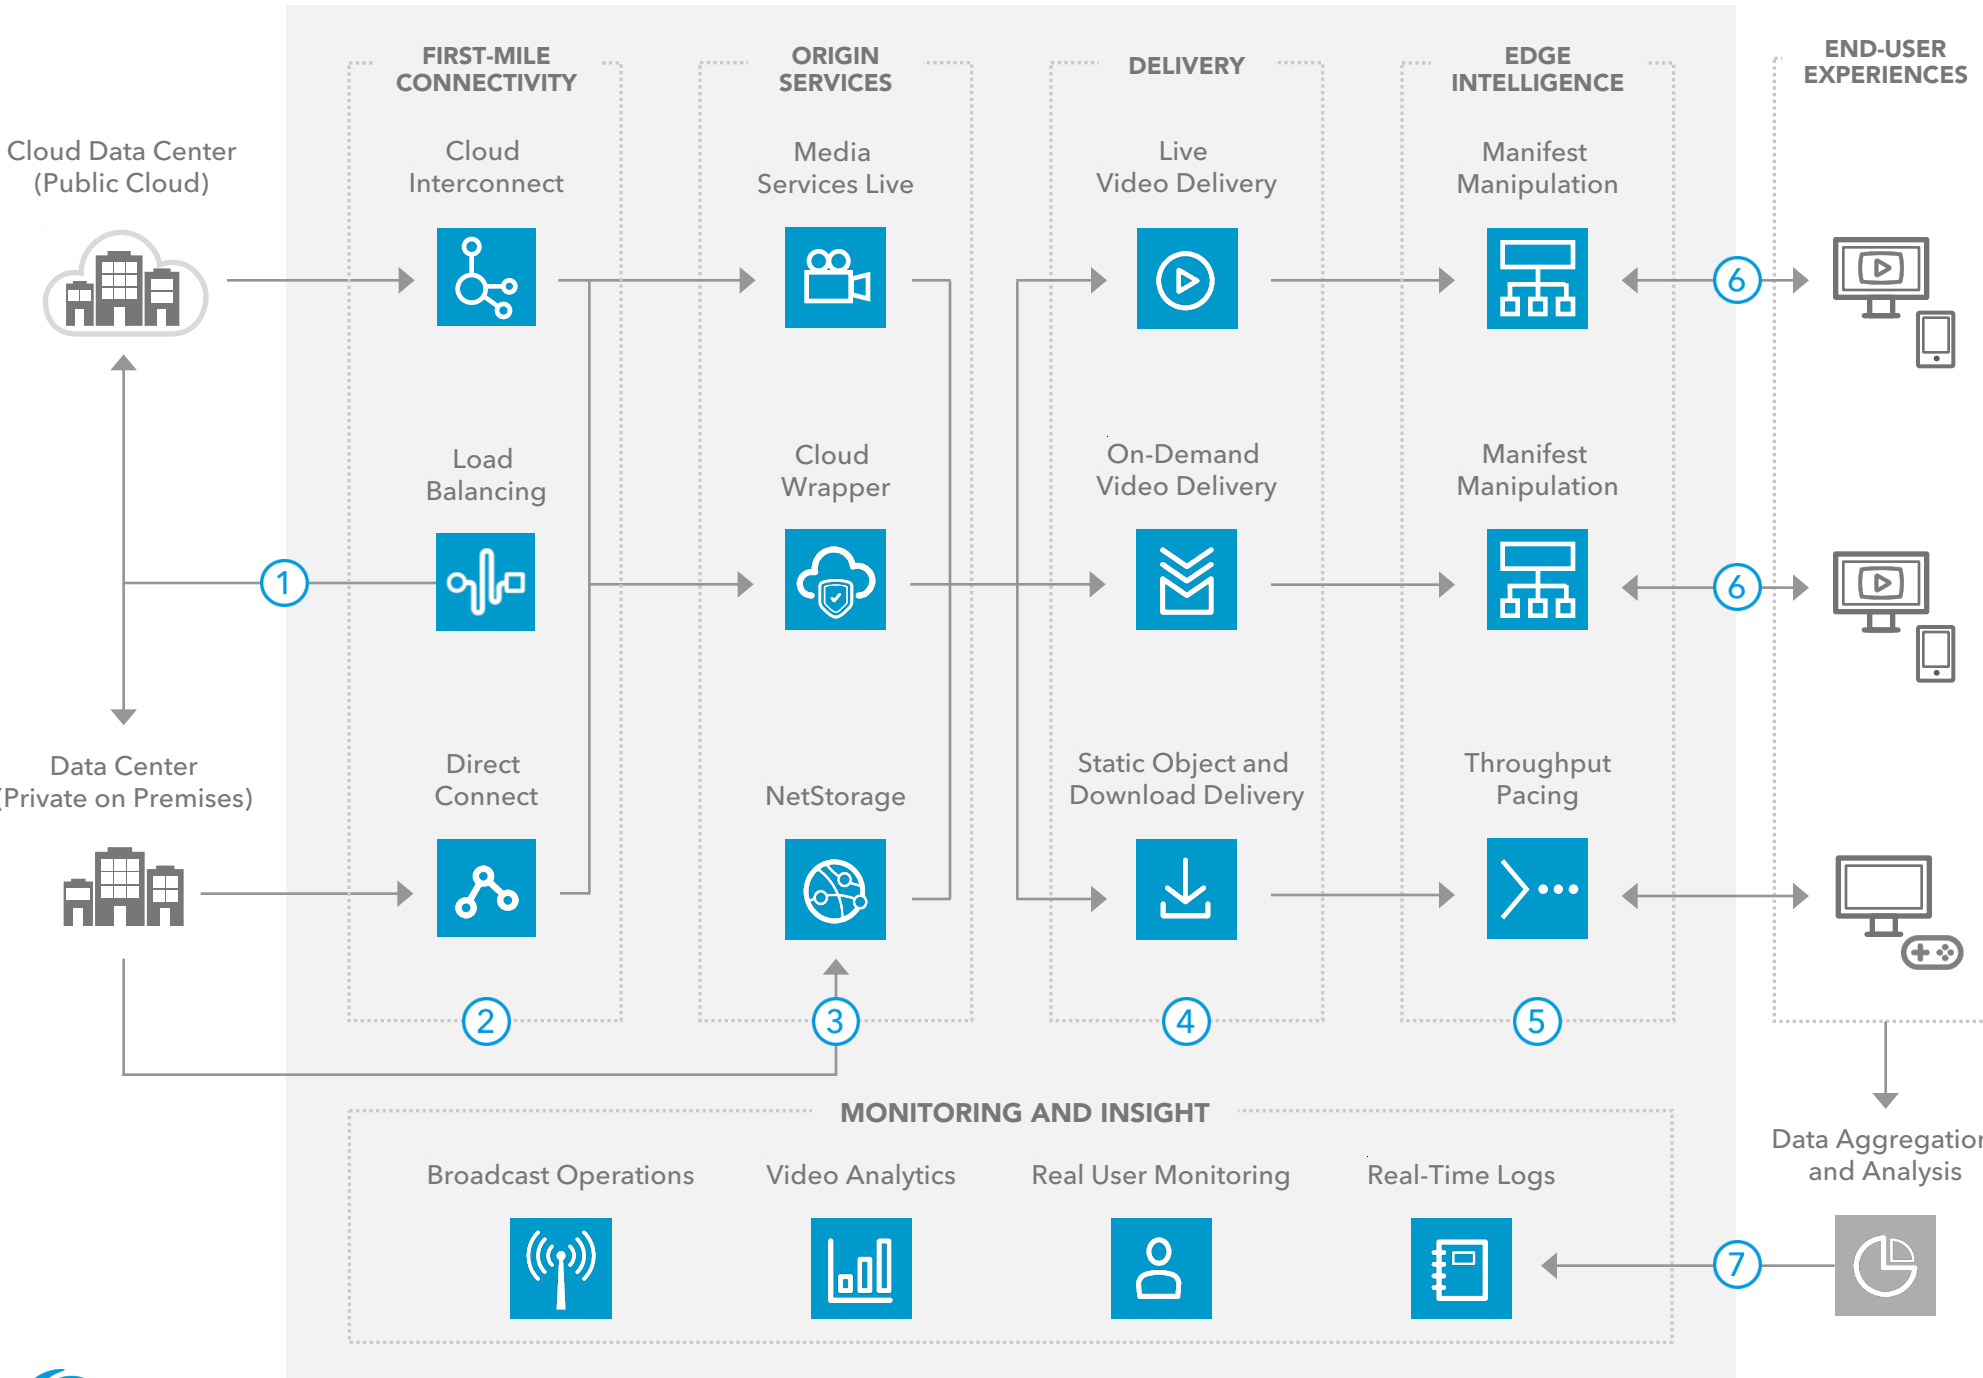 FIRST-MILE
CONNECTIVITY
ORIGIN
SERVICES
DELIVERY
EDGE
INTELLIGENCE
END-USER
EXPERIENCES
Cloud Data Center
(Public Cloud)
Cloud
Interconnect
Media
Services Live
Live
Video Delivery
Manifest
Manipulation
6
Load
Balancing
Cloud
Wrapper
On-Demand
Video Delivery
Manifest
Manipulation
1
6
Data Center
(Private on Premises)
Direct
Connect
NetStorage
Static Object and
Download Delivery
Throughput
Pacing
2
3
4
5
MONITORING AND INSIGHT
Broadcast Operations
Video Analytics
Real User Monitoring
Real-Time Logs
Data Aggregation
and Analysis
7